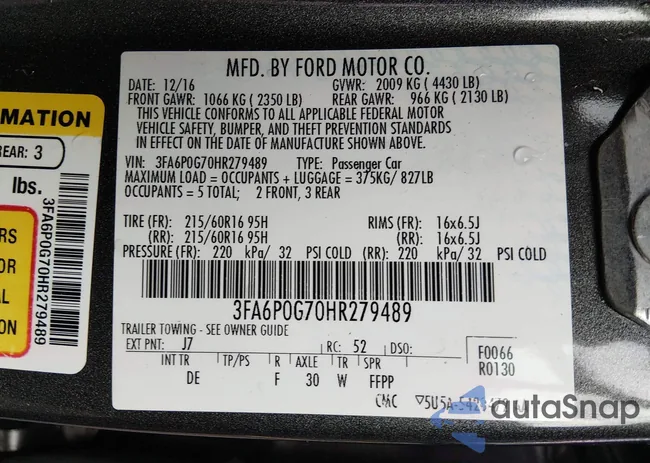 MFD. BY FORD MOTOR CO.
DATE: 12/16 GVWR: 2009 KG ( 4430 LB)
FRONT GAWR: 1066 KG ( 2350 LB) REAR GAWR: 966 KG ( 2130 LB)
THIS VEHICLE CONFORMS TO ALL APPLICABLE FEDERAL MOTOR
VEHICLE SAFETY, BUMPER, AND THEFT PREVENTION STANDARDS
IN EFFECT ON THE DATE OF MANUFACTURE SHOWN ABOVE.
VIN: 3FA6P0G70HR279489 TYPE: Passenger Car
MAXIMUM LOAD = OCCUPANTS + LUGGAGE = 375KG/ 827LB
OCCUPANTS = 5 TOTAL; 2 FRONT, 3 REAR
TIRE (FR): 215/60R16 95H RIMS (FR): 16x6.5J
(RR): 215/60R16 95H (RR): 16x6.5J
PRESSURE (FR): 220 kPa/ 32 PSI COLD (RR): 220 kPa/ 32 PSI COLD
3FA6P0G70HR279489
TRAILER TOWING - SEE OWNER GUIDE
EXT PNT: J7 RC: 52 DSO:
F0066
R0130
INT TR TP/PS R AXLE TR SPR
DE F 30 W FFPP
CMC
REAR: 3
lbs.
3FA6P0G70HR279489
autoSnap